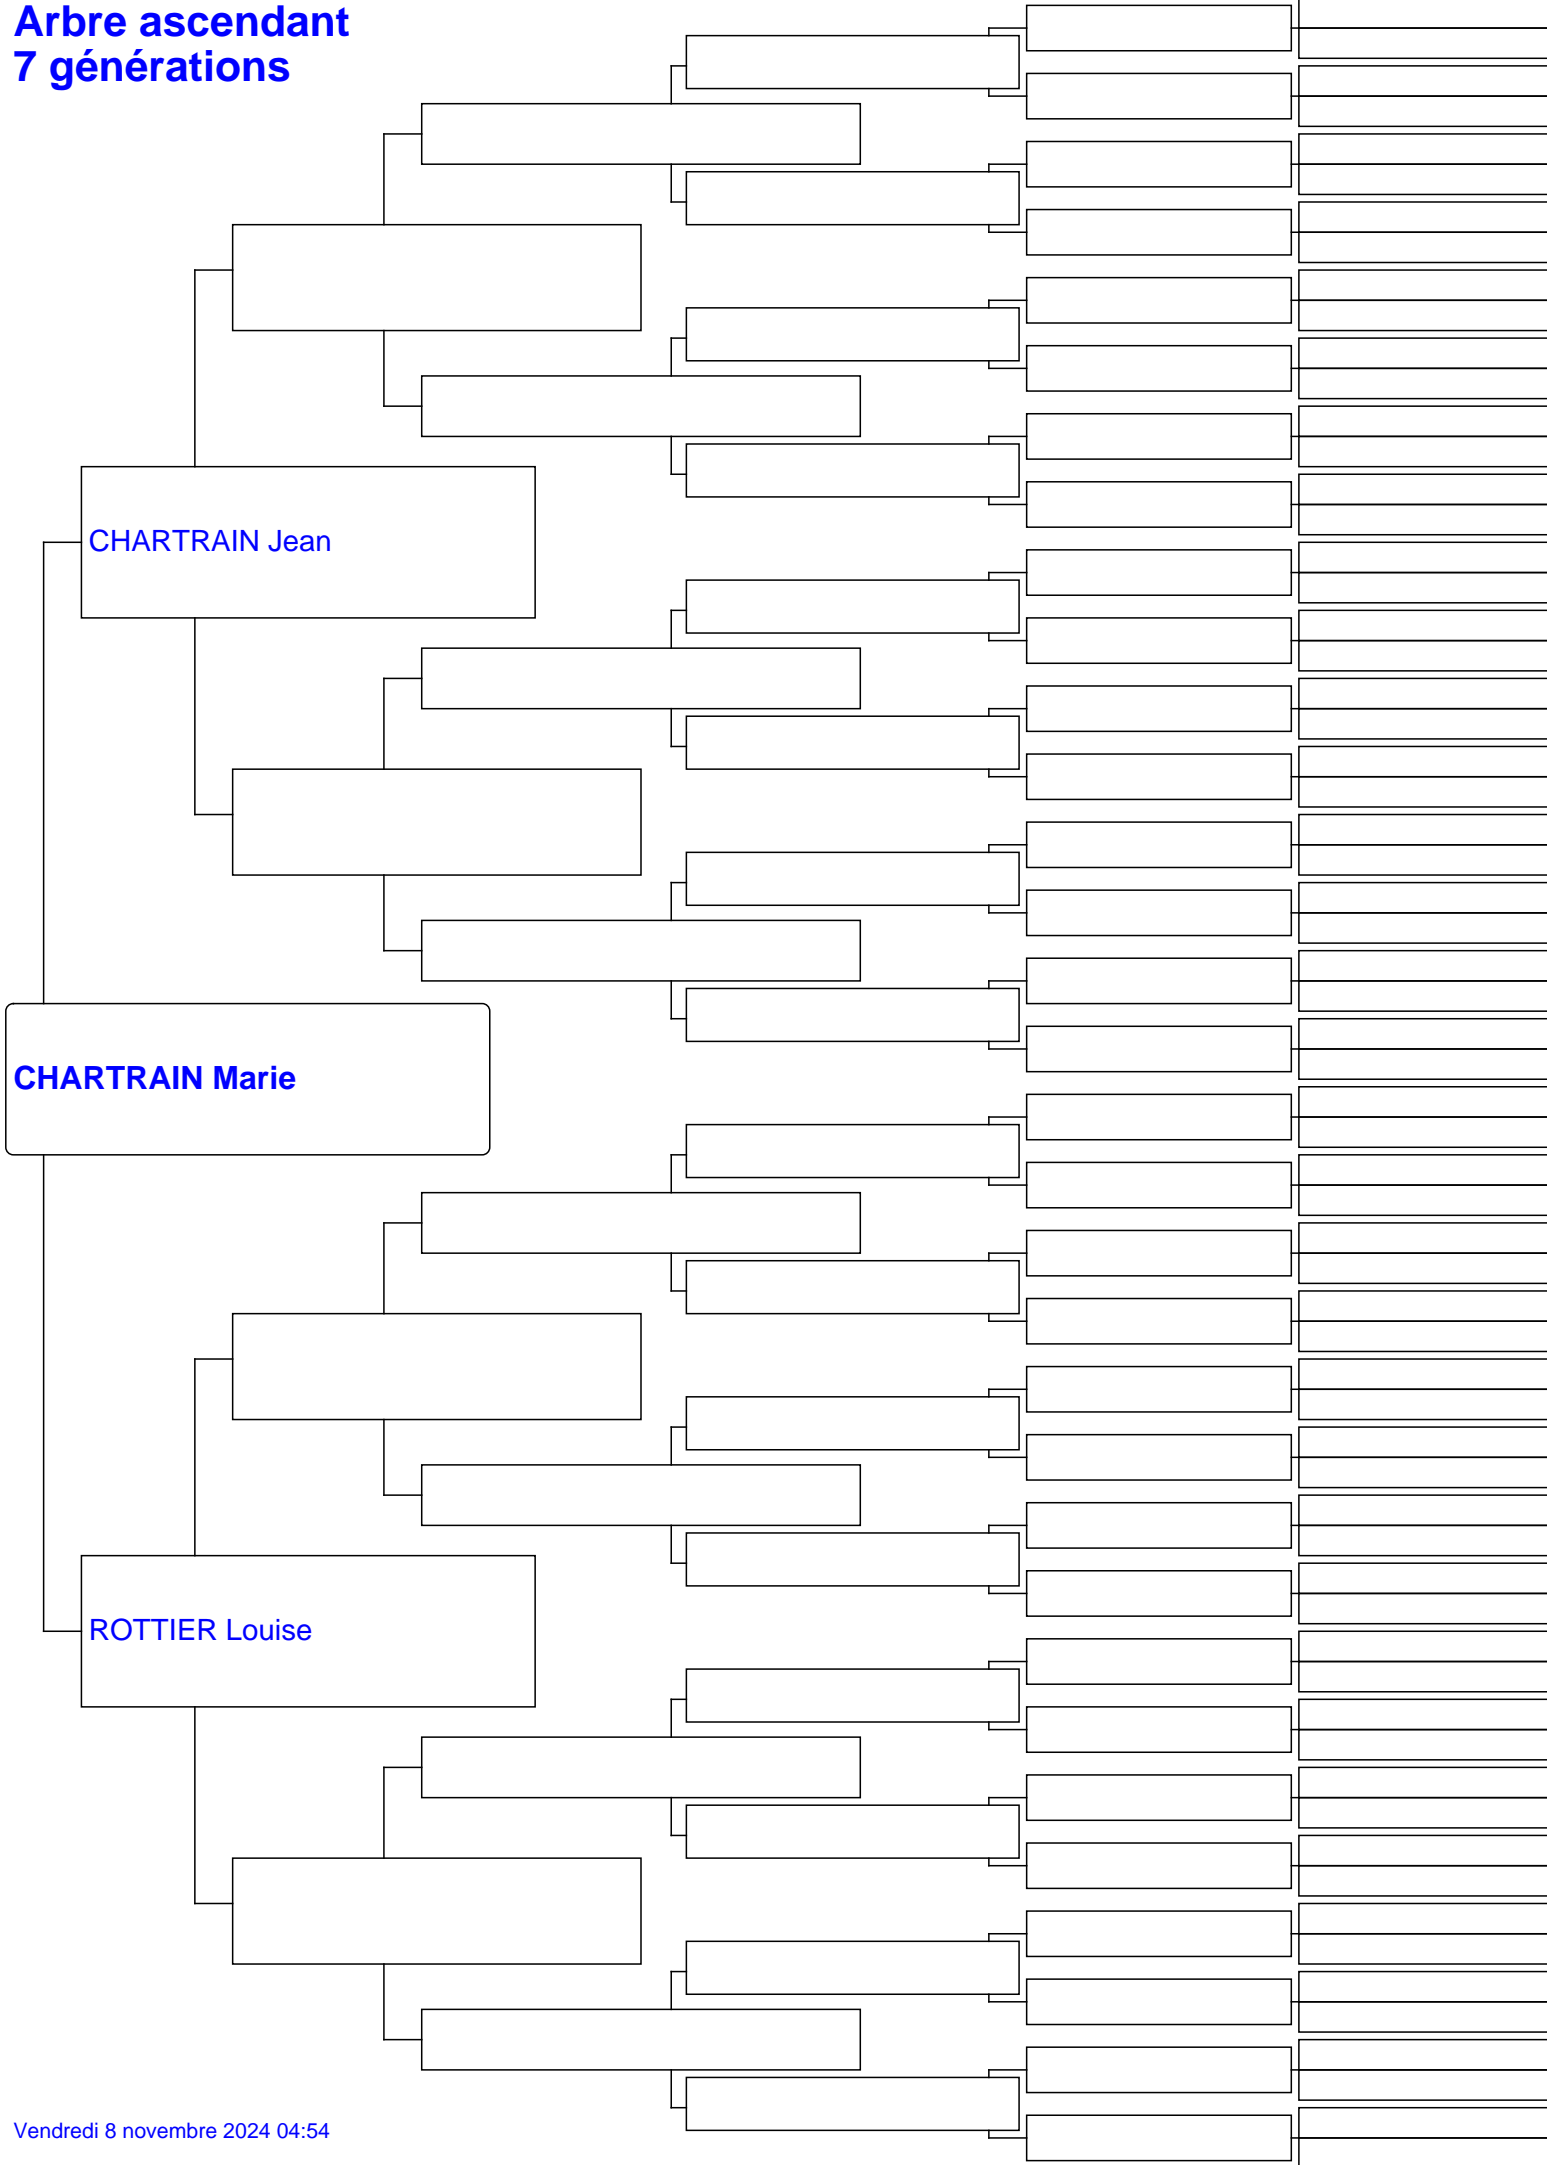 Arbre ascendant
7 générations
CHARTRAIN Jean
CHARTRAIN Marie
ROTTIER Louise
Vendredi 8 novembre 2024 04:54